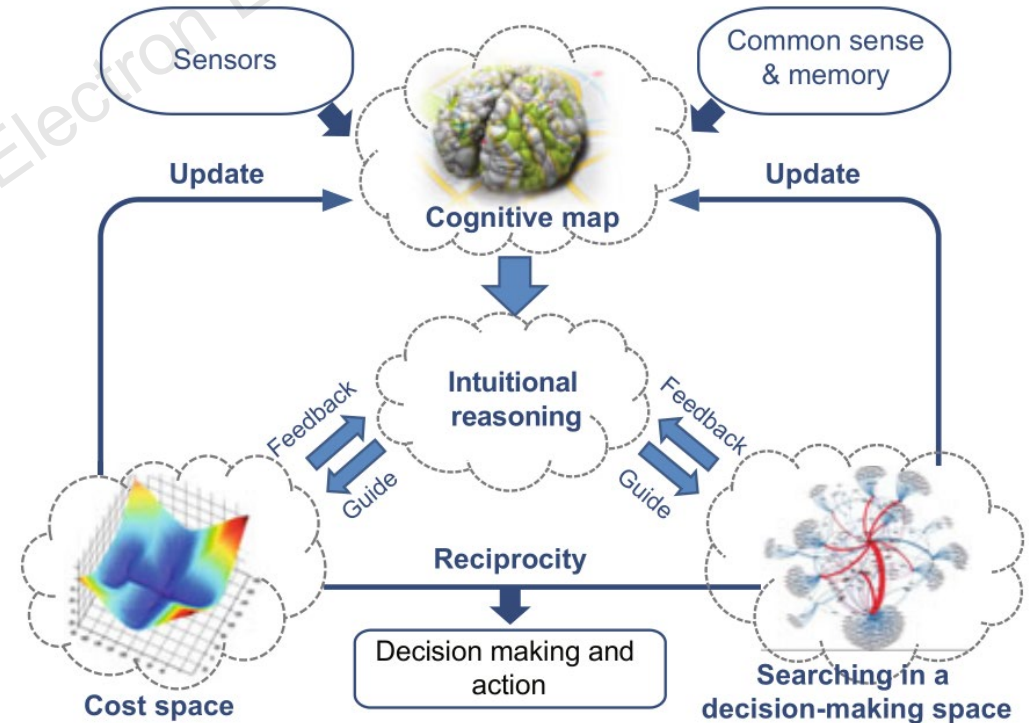 Electron
Sensors
Common sense
& memory
Update
Update
Cognitive map
Intuitional
reasoning
Feedback
Guide
Feedback
Guide
Reciprocity
Decision making and
action
Cost space
Searching in a
decision-making space